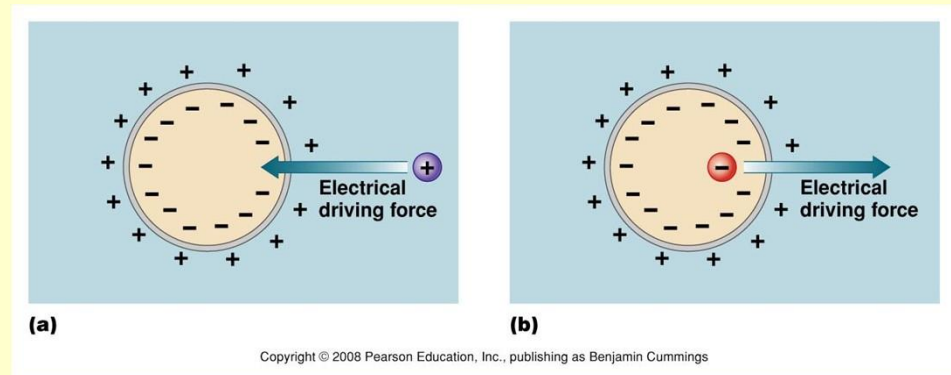 Electrical
driving force
Electrical
driving force
(a)
(b)
Copyright © 2008 Pearson Education, Inc., publishing as Benjamin Cummings